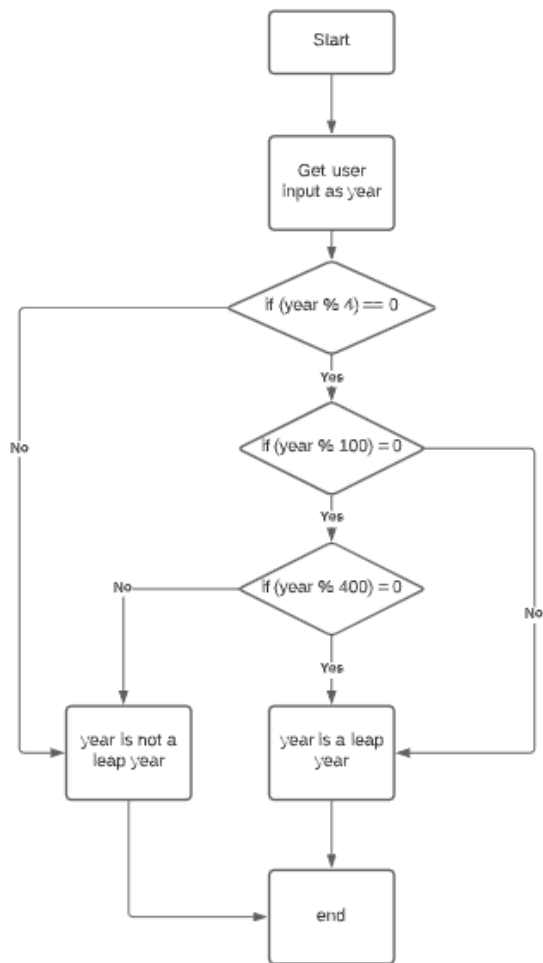 Start
Get user
input as year
if (year % 4) == 0
Yes
if (year % 100) = 0
No
Yes
if (year % 400) = 0
No
No
Yes
year is not a
leap year
year is a leap
year
end